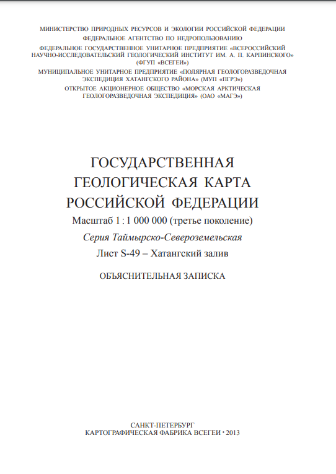 МИНИСТЕРСТВО ПРИРОДНЫХ РЕСУРСОВ И ЭКОЛОГИИ РОССИЙСКОЙ ФЕДЕРАЦИИ
ФЕДЕРАЛЬНОЕ АГЕНТСТВО ПО НЕДРОПОЛЬЗОВАНИЮ
ФЕДЕРАЛЬНОЕ ГОСУДАРСТВЕННОЕ УНИТАРНОЕ ПРЕДПРИЯТИЕ «ВСЕРОССИЙСКИЙ
НАУЧНО-ИССЛЕДОВАТЕЛЬСКИЙ ГЕОЛОГИЧЕСКИЙ ИНСТИТУТ ИМ. А. П. КАРПИНСКОГО»
(ФГУП «ВСЕГЕИ»)
МУНИЦИПАЛЬНОЕ УНИТАРНОЕ ПРЕДПРИЯТИЕ «ПОЛЯРНАЯ ГЕОЛОГОРАЗВЕДОЧНАЯ
ЭКСПЕДИЦИЯ ХАТАНГСКОГО РАЙОНА» (МУП «ПГРЭ»)
ОТКРЫТОЕ АКЦИОНЕРНОЕ ОБЩЕСТВО «МОРСКАЯ АРКТИЧЕСКАЯ
ГЕОЛОГОРАЗВЕДОЧНАЯ ЭКСПЕДИЦИЯ» (ОАО «МАГЭ»)
ГОСУДАРСТВЕННАЯ
ГЕОЛОГИЧЕСКАЯ КАРТА
РОССИЙСКОЙ ФЕДЕРАЦИИ
Масштаб 1 : 1 000 000 (третье поколение)
Серия Таймырско-Североземельская
Лист S-49 – Хатангский залив
ОБЪЯСНИТЕЛЬНАЯ ЗАПИСКА
САНКТ-ПЕТЕРБУРГ
КАРТОГРАФИЧЕСКАЯ ФАБРИКА ВСЕГЕИ • 2013